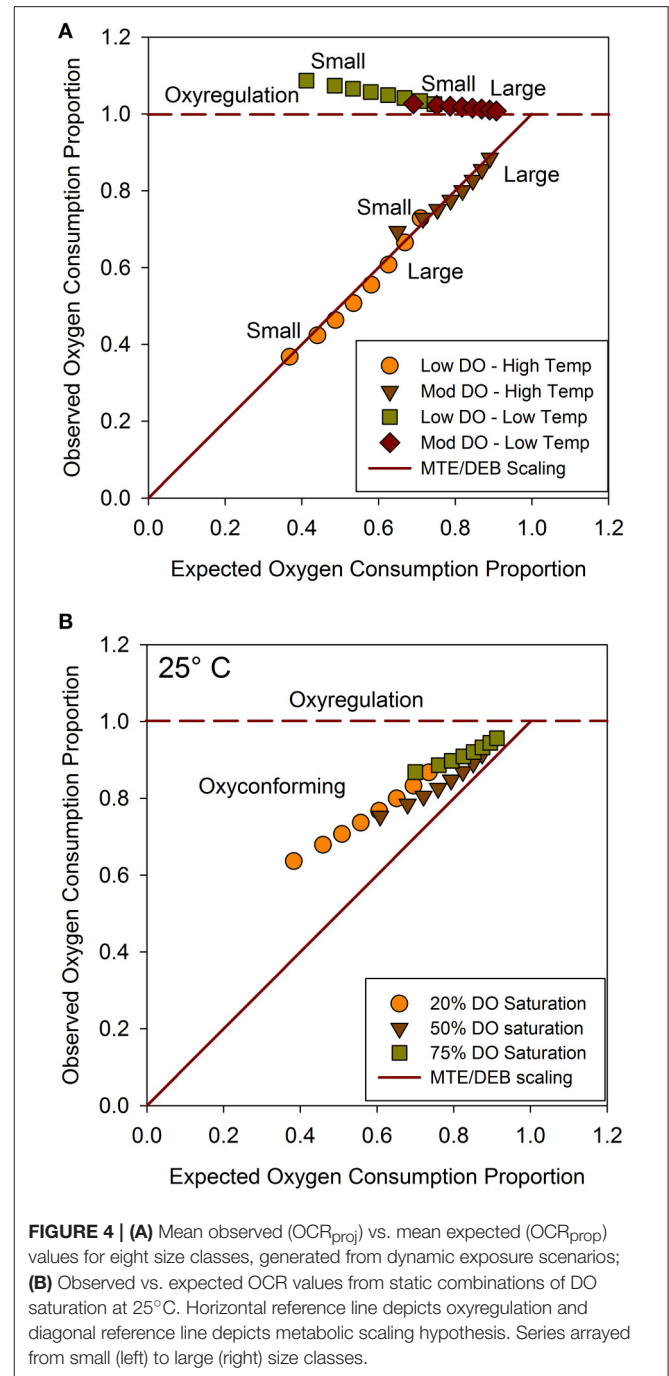 A
1.2
1.0
0.8
0.6
0.4
0.2
0.0
Observed Oxygen Consumption Proportion
Small
Small
Large
Oxyregulation
Large
Small
Large
Small
Low DO - High Temp
Mod DO - High Temp
Low DO - Low Temp
Mod DO - Low Temp
MTE/DEB Scaling
0.0 0.2 0.4 0.6 0.8 1.0 1.2
Expected Oxygen Consumption Proportion
B
1.2
1.0
0.8
0.6
0.4
0.2
0.0
Observed Oxygen Consumption Proportion
25° C
Oxyregulation
Oxyconforming
20% DO Saturation
50% DO saturation
75% DO Saturation
MTE/DEB scaling
0.0 0.2 0.4 0.6 0.8 1.0 1.2
Expected Oxygen Consumption Proportion
FIGURE 4 | (A) Mean observed (OCRproj) vs. mean expected (OCRprop)
values for eight size classes, generated from dynamic exposure scenarios;
(B) Observed vs. expected OCR values from static combinations of DO
saturation at 25°C. Horizontal reference line depicts oxyregulation and
diagonal reference line depicts metabolic scaling hypothesis. Series arrayed
from small (left) to large (right) size classes.